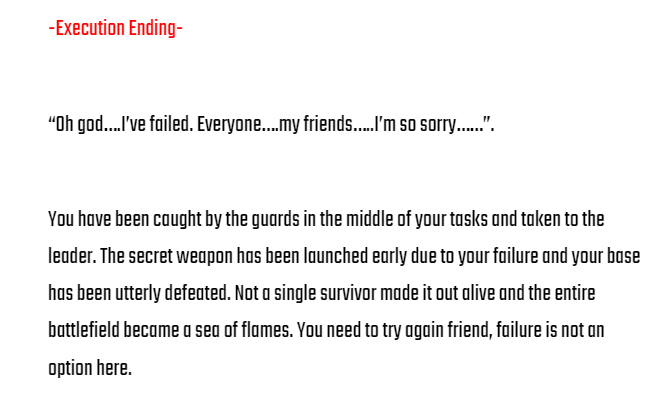 -Execution Ending-
“Oh god....I’ve failed. Everyone....my friends.....I’m so sorry......”.
You have been caught by the guards in the middle of your tasks and taken to the
leader. The secret weapon has been launched early due to your failure and your base
has been utterly defeated. Not a single survivor made it out alive and the entire
battlefield became a sea of flames. You need to try again friend, failure is not an
option here.